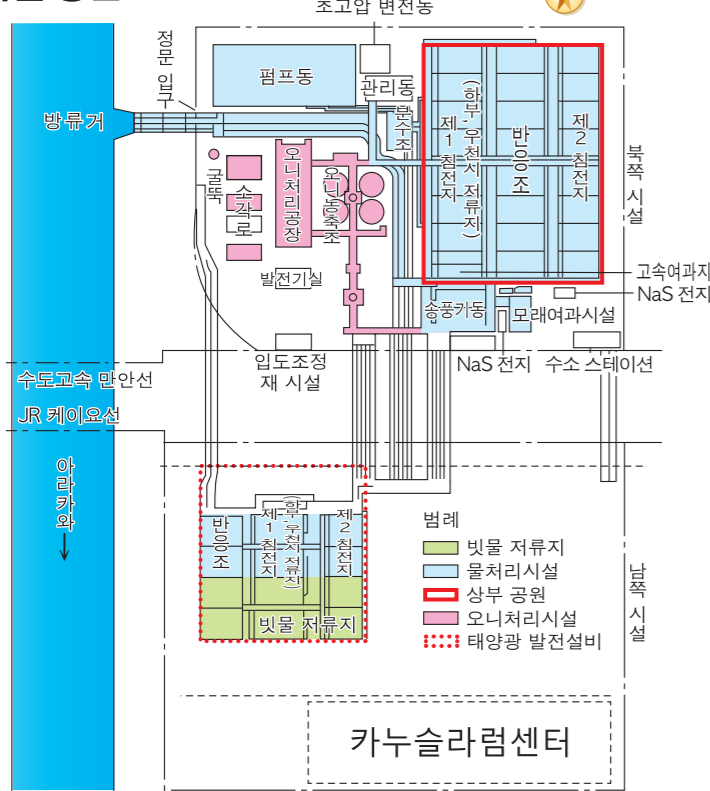 초고압 변전동
정문 입구
펌프동
관리동
분수조
방류거
굴뚝
소각로
오니처리공장
오니농축조
발전기실
제1 침전지
(합부·우천시 저류지)
반응조
제2 침전지
북쪽 시설
고속여과지
NaS 전지
송풍기동
모래여과시설
입도조정
재 시설
NaS 전지
수소 스테이션
수도고속 만안선
JR 케이요선
아라카와
반응조
제1 침전지
(합부·우천시 저류지)
제2 침전지
빗물 저류지
범례
빗물 저류지
물처리시설
상부 공원
오니처리시설
태양광 발전설비
남쪽 시설
카누슬라럼센터